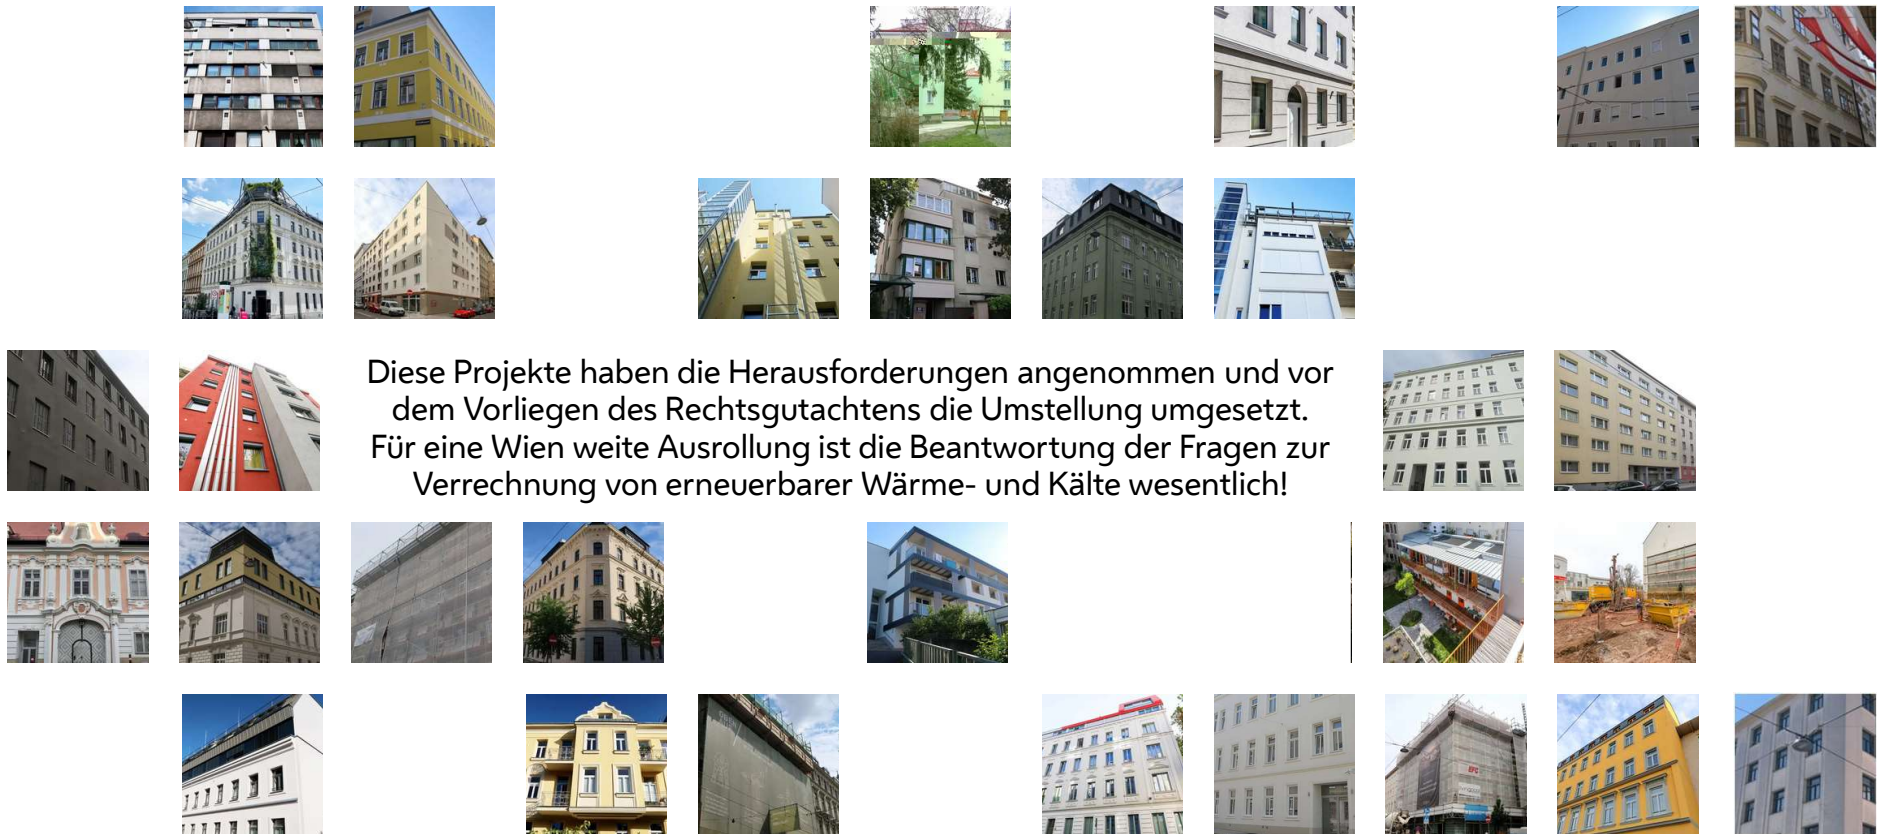 Diese Projekte haben die Herausforderungen angenommen und vor
dem Vorliegen des Rechtsgutachtens die Umstellung umgesetzt.
Für eine Wien weite Ausrollung ist die Beantwortung der Fragen zur
Verrechnung von erneuerbarer Wärme- und Kälte wesentlich!